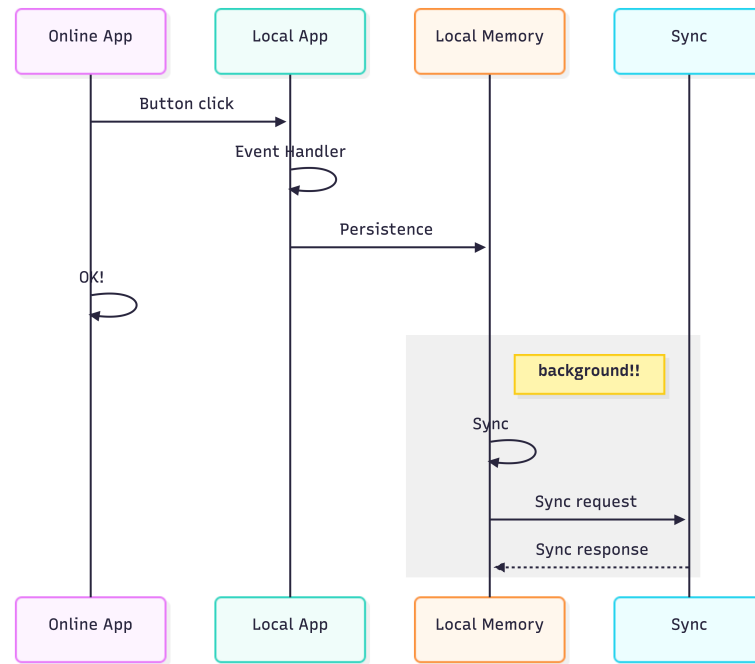 Online App
Local App
Local Memory
Sync
Button click
Event Handler
Persistence
OK!
background!!
Sync
Sync request
Sync response
Online App
Local App
Local Memory
Sync